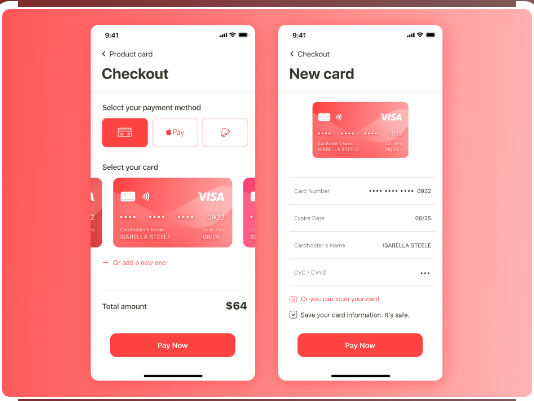 9:41
Product card
Checkout
Select your payment method
Pay
Select your card
VISA
•••• •••• •••• 0932
Cardholder's Name
ISABELLA STEELE
Valid thru
08/25
Or add a new one
Total amount
$64
Pay Now
9:41
Checkout
New card
VISA
•••• •••• •••• 0932
Cardholder's Name
ISABELLA STEELE
08/25
Card Number
•••• •••• •••• 0932
Expire Date
08/25
Cardholder's Name
ISABELLA STEELE
CVC / CVV2
•••
Or you can scan your card
Save your card information. It's safe.
Pay Now